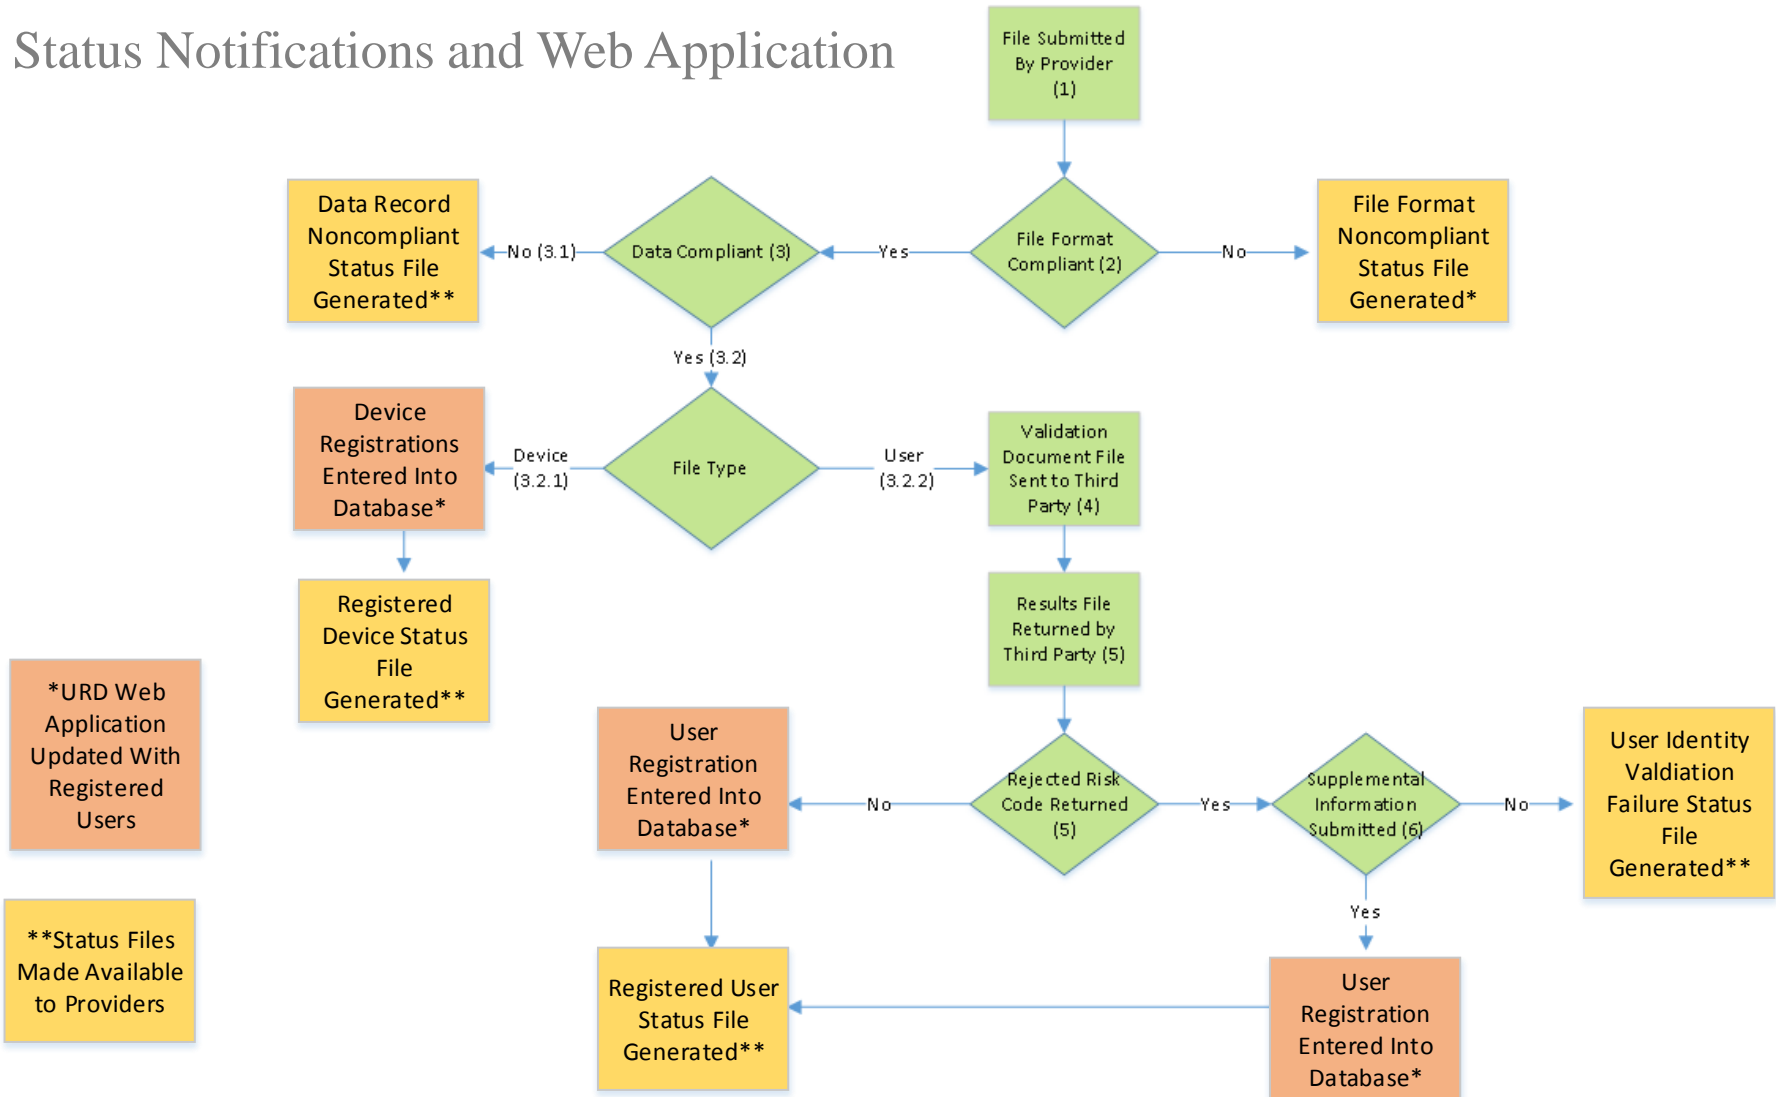 Status Notifications and Web Application
File Submitted
By Provider
(1)
Data Record
Noncompliant
Status File
Generated**
No (3.1)
Data Compliant (3)
Yes
File Format
Compliant (2)
No
File Format
Noncompliant
Status File
Generated*
Yes (3.2)
Device
Registrations
Entered Into
Database*
Device
(3.2.1)
File Type
User
(3.2.2)
Validation
Document File
Sent to Third
Party (4)
Registered
Device Status
File
Generated**
Results File
Returned by
Third Party (5)
*URD Web
Application
Updated With
Registered
Users
User
Registration
Entered Into
Database*
No
Rejected Risk
Code Returned
(5)
Yes
Supplemental
Information
Submitted (6)
No
User Identity
Valdiation
Failure Status
File
Generated**
Yes
**Status Files
Made Available
to Providers
Registered User
Status File
Generated**
User
Registration
Entered Into
Database*